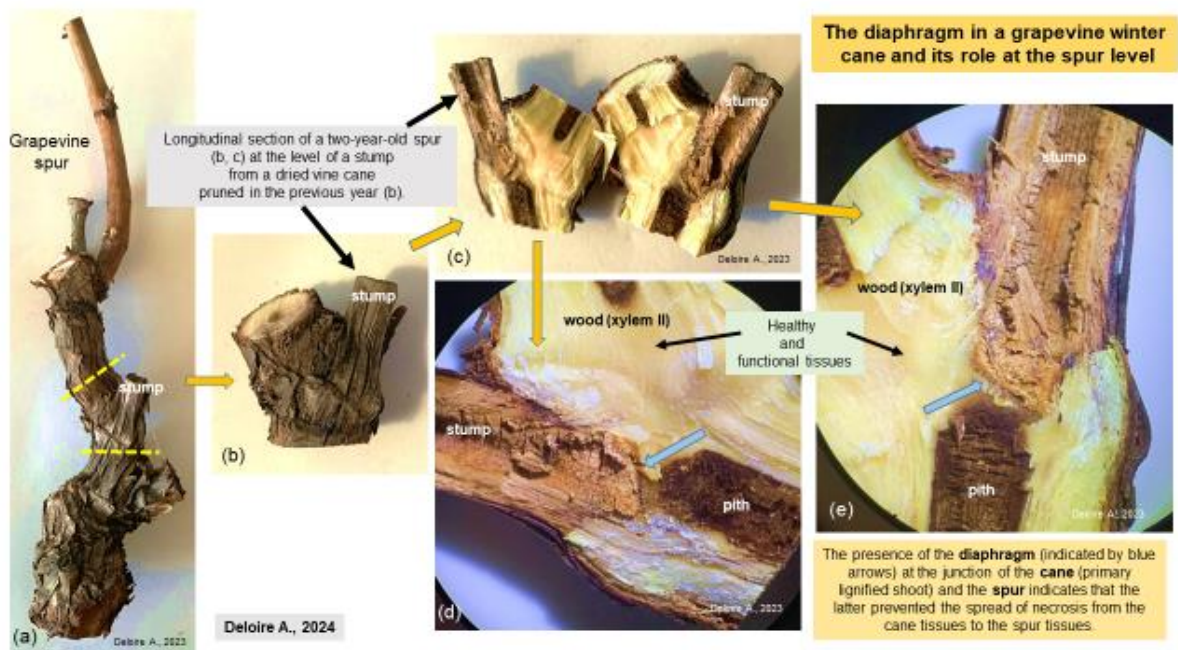 The diaphragm in a grapevine winter
cane and its role at the spur level
Grapevine
spur
stump
(a)
Deloire A., 2023
Longitudinal section of a two-year-old spur
(b, c) at the level of a stump
from a dried vine cane
pruned in the previous year (b).
stump
(b)
stump
(c)
Deloire A., 2023
wood (xylem II)
stump
pith
(d)
Deloire A., 2023
Healthy
and
functional tissues
stump
wood (xylem II)
pith
(e)
Deloire A., 2023
Deloire A., 2024
The presence of the diaphragm (indicated by blue
arrows) at the junction of the cane (primary
lignified shoot) and the spur indicates that the
latter prevented the spread of necrosis from the
cane tissues to the spur tissues.